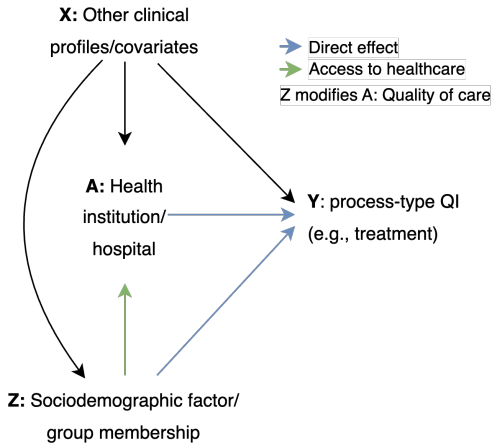 X: Other clinical
profiles/covariates
Direct effect
Access to healthcare
Z modifies A: Quality of care
A: Health
institution/
hospital
Y: process-type QI
(e.g., treatment)
Z: Sociodemographic factor/
group membership